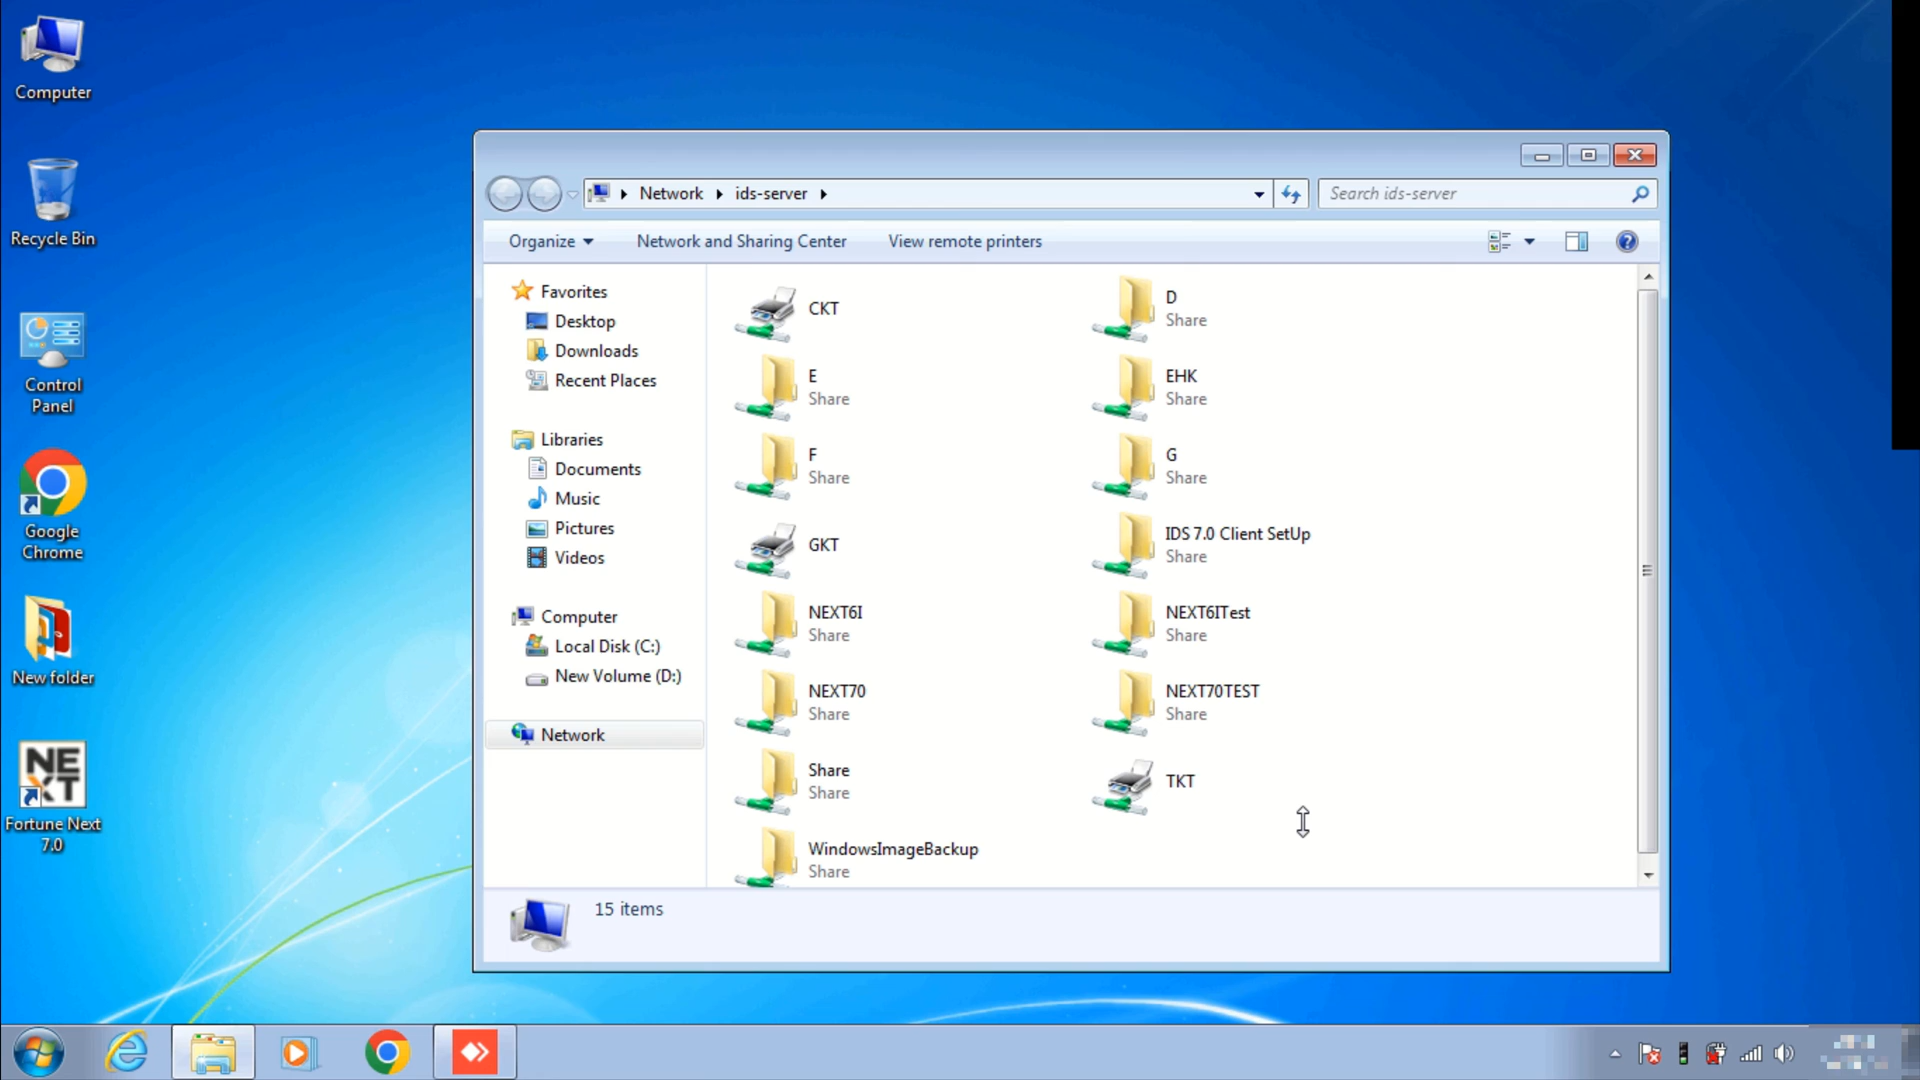 Computer
Recycle Bin
Control
Panel
Google
Chrome
New folder
NE
XT
Fortune Next
7.0
Network
ids-server
Search ids-server
Organize
Network and Sharing Center
View remote printers
Favorites
Desktop
Downloads
Recent Places
Libraries
Documents
Music
Pictures
Videos
Computer
Local Disk (C:)
New Volume (D:)
Network
CKT
D
Share
E
Share
EHK
Share
F
Share
G
Share
GKT
IDS 7.0 Client SetUp
Share
NEXT6I
Share
NEXT6ITest
Share
NEXT70
Share
NEXT70TEST
Share
Share
Share
TKT
WindowsImageBackup
Share
15 items